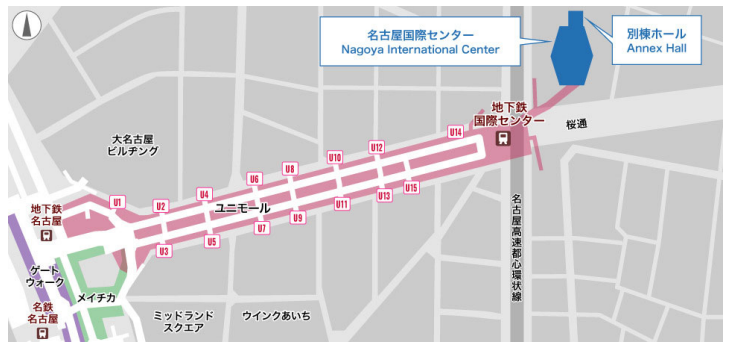 名古屋国際センター
Nagoya International Center
別棟ホール
Annex Hall
地下鉄
国際センター
桜通
大名古屋
ビルヂング
U14
U12
U10
U8
U6
U4
U2
U1
ユニモール
U15
U13
U11
U9
U7
U5
U3
地下鉄
名古屋
ゲート
ウォーク
メイチカ
名鉄
名古屋
ミッドランド
スクエア
ウインクあいち
名古屋高速都心環状線